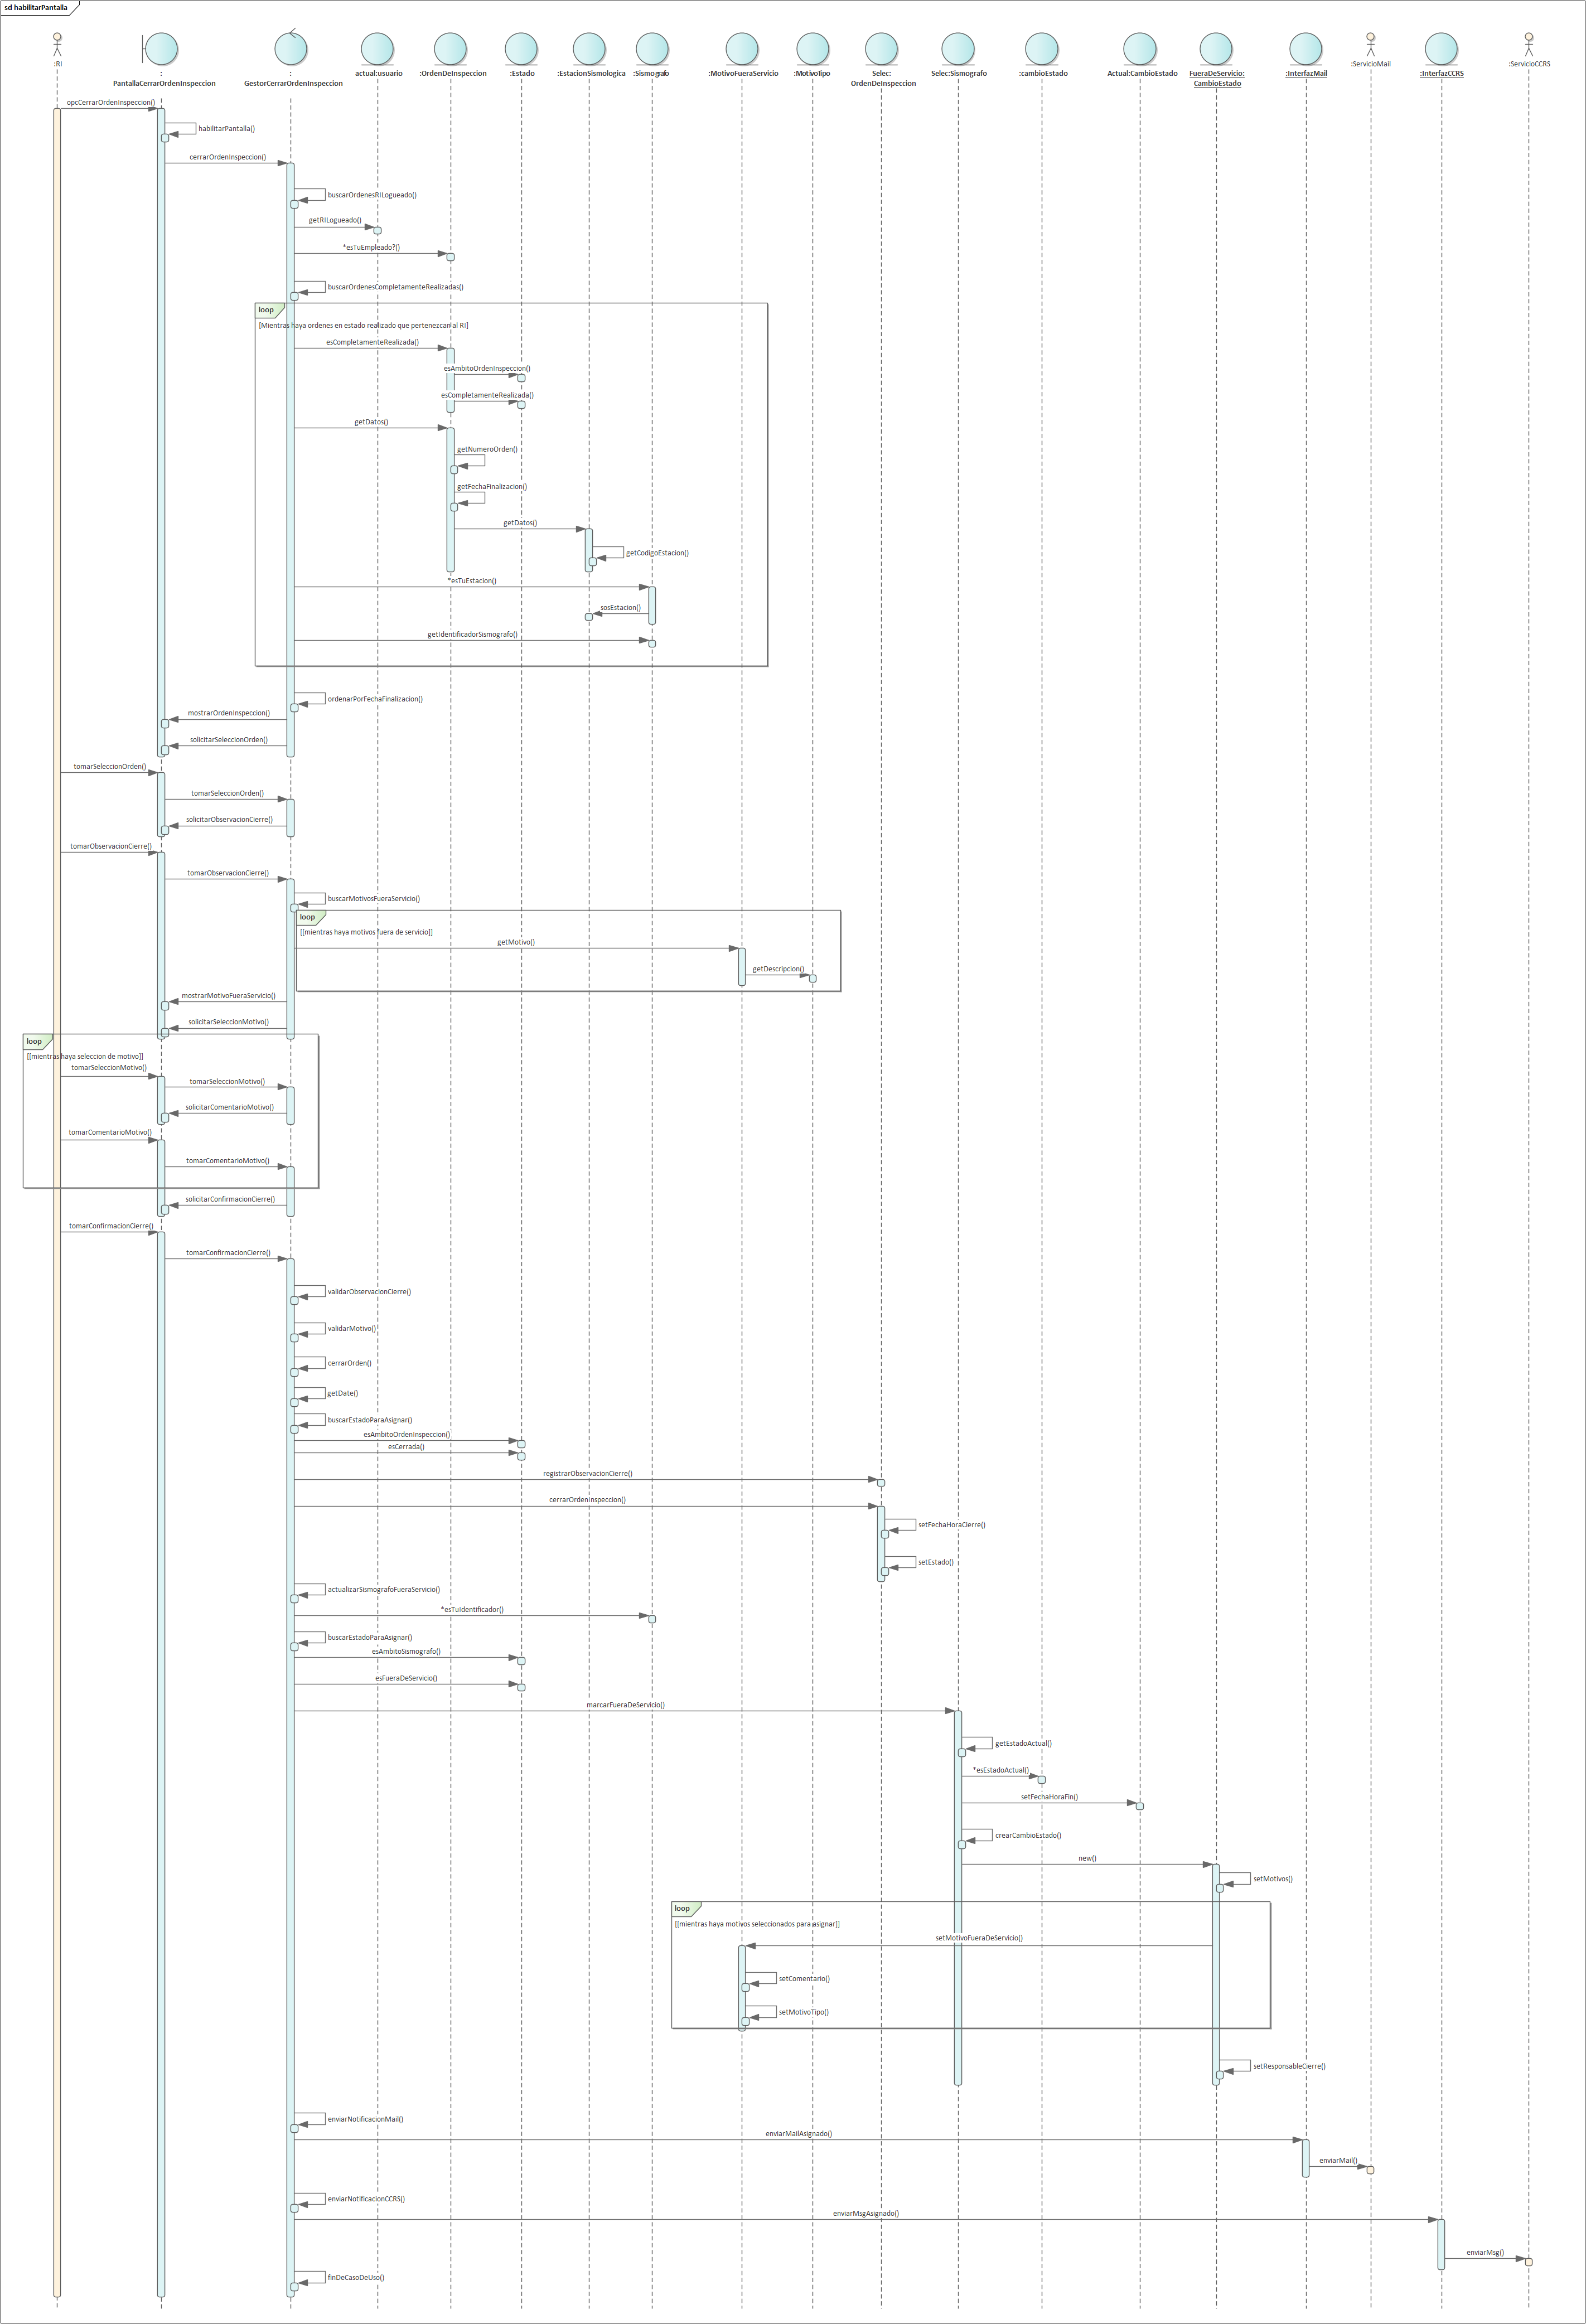 sd habilitarPantalla
:RI
:
PantallaCerrarOrdenInspeccion
:
GestorCerrarOrdenInspeccion
actual:usuario
:OrdenDeInspeccion
:Estado
:EstacionSismologica
:Sismografo
:MotivoFueraServicio
:MotivoTipo
Selec:
OrdenDeInspeccion
Selec:Sismografo
:cambioEstado
Actual:CambioEstado
FueraDeServicio:
CambioEstado
:InterfazMail
:ServicioMail
:InterfazCCRS
:ServicioCCRS
opcCerrarOrdenInspeccion()
habilitarPantalla()
cerrarOrdenInspeccion()
buscarOrdenesRILogueado()
getRILogueado()
*esTuEmpleado?()
buscarOrdenesCompletamenteRealizadas()
loop
[Mientras haya ordenes en estado realizado que pertenezcan al RI]
esCompletamenteRealizada()
esAmbitoOrdenInspeccion()
esCompletamenteRealizada()
getDatos()
getNumeroOrden()
getFechaFinalizacion()
getDatos()
getCodigoEstacion()
*esTuEstacion()
sosEstacion()
getIdentificadorSismografo()
ordenarPorFechaFinalizacion()
mostrarOrdenInspeccion()
solicitarSeleccionOrden()
tomarSeleccionOrden()
tomarSeleccionOrden()
solicitarObservacionCierre()
tomarObservacionCierre()
tomarObservacionCierre()
buscarMotivosFueraServicio()
loop
[[mientras haya motivos fuera de servicio]]
getMotivo()
getDescripcion()
mostrarMotivoFueraServicio()
solicitarSeleccionMotivo()
loop
[[mientras haya seleccion de motivo]]
tomarSeleccionMotivo()
tomarSeleccionMotivo()
solicitarComentarioMotivo()
tomarComentarioMotivo()
tomarComentarioMotivo()
solicitarConfirmacionCierre()
tomarConfirmacionCierre()
tomarConfirmacionCierre()
validarObservacionCierre()
validarMotivo()
cerrarOrden()
getDate()
buscarEstadoParaAsignar()
esAmbitoOrdenInspeccion()
esCerrada()
registrarObservacionCierre()
cerrarOrdenInspeccion()
setFechaHoraCierre()
setEstado()
actualizarSismografoFueraServicio()
*esTuIdentificador()
buscarEstadoParaAsignar()
esAmbitoSismografo()
esFueraDeServicio()
marcarFueraDeServicio()
getEstadoActual()
*esEstadoActual()
setFechaHoraFin()
crearCambioEstado()
new()
setMotivos()
loop
[[mientras haya motivos seleccionados para asignar]]
setMotivoFueraDeServicio()
setComentario()
setMotivoTipo()
setResponsableCierre()
enviarNotificacionMail()
enviarMailAsignado()
enviarMail()
enviarNotificacionCCRS()
enviarMsgAsignado()
enviarMsg()
finDeCasoDeUso()